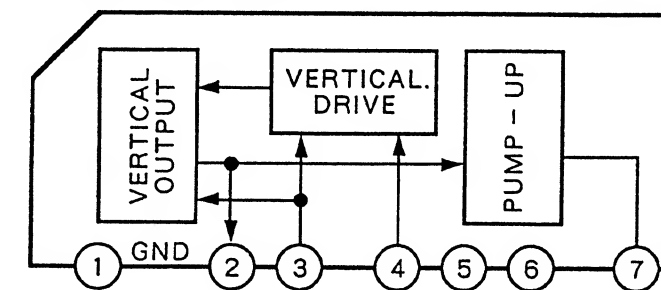 VERTICAL
OUTPUT
VERTICAL.
DRIVE
PUMP-UP
GND
1
2
3
4
5
6
7